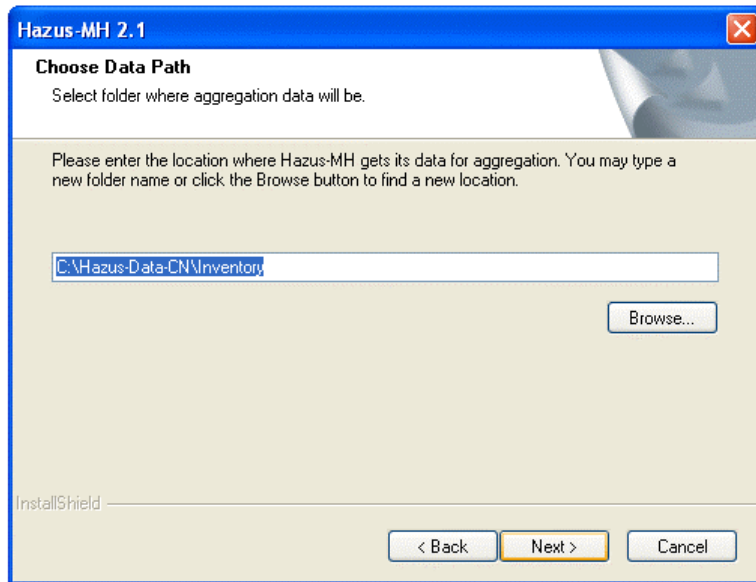 Hazus-MH 2.1
Choose Data Path
Select folder where aggregation data will be.
Please enter the location where Hazus-MH gets its data for aggregation. You may type a
new folder name or click the Browse button to find a new location.
C:\Hazus-Data-CN\Inventory
Browse...
InstallShield
< Back Next > Cancel